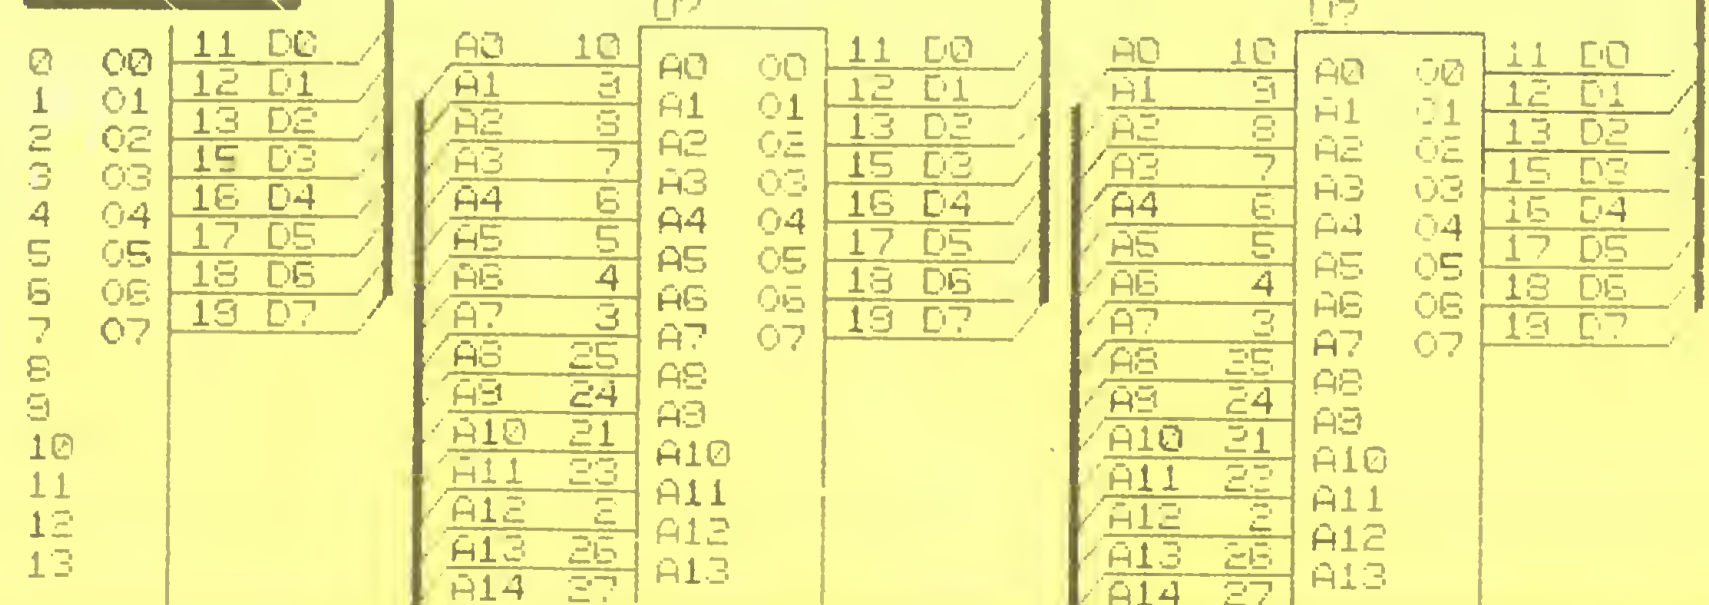 U? U?
11 D0 A0 10 11 D0 A0 10 11 D0
0 O0 A0 O0 A0 O0
12 D1 A1 9 12 D1 A1 9 12 D1
1 O1 A1 O1 A1 O1
13 D2 A2 8 13 D2 A2 8 13 D2
2 O2 A2 O2 A2 O2
15 D3 A3 7 15 D3 A3 7 15 D3
3 O3 A3 O3 A3 O3
16 D4 A4 6 16 D4 A4 6 16 D4
4 O4 A4 O4 A4 O4
17 D5 A5 5 17 D5 A5 5 17 D5
5 O5 A5 O5 A5 O5
18 D6 A6 4 18 D6 A6 4 18 D6
6 O6 A6 O6 A6 O6
19 D7 A7 3 19 D7 A7 3 19 D7
7 O7 A7 O7 A7 O7
A8 25 A8 25
8 A8 A8
A9 24 A9 24
9 A9 A9
A10 21 A10 21
10 A10 A10
A11 23 A11 23
11 A11 A11
A12 2 A12 2
12 A12 A12
A13 26 A13 26
13 A13 A13
A14 27 A14 27